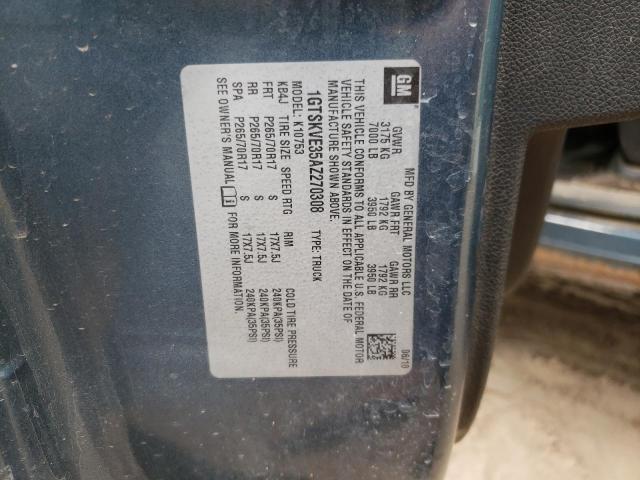 GM
MFD BY GENERAL MOTORS LLC
06/10
GVWR GAWR FRT GAWR RR
3175 KG 1792 KG 1792 KG
7000 LB 3950 LB 3950 LB
THIS VEHICLE CONFORMS TO ALL APPLICABLE U.S. FEDERAL MOTOR
VEHICLE SAFETY STANDARDS IN EFFECT ON THE DATE OF
MANUFACTURE SHOWN ABOVE.
1GTSKVE35AZ270308 TYPE: TRUCK
MODEL: K10753
KB4J TIRE SIZE SPEED RTG RIM COLD TIRE PRESSURE
FRT P265/70R17 S 17X7.5J 240KPA(35PSI)
RR P265/70R17 S 17X7.5J 240KPA(35PSI)
SPA P265/70R17 S 17X7.5J 240KPA(35PSI)
SEE OWNER'S MANUAL FOR MORE INFORMATION.